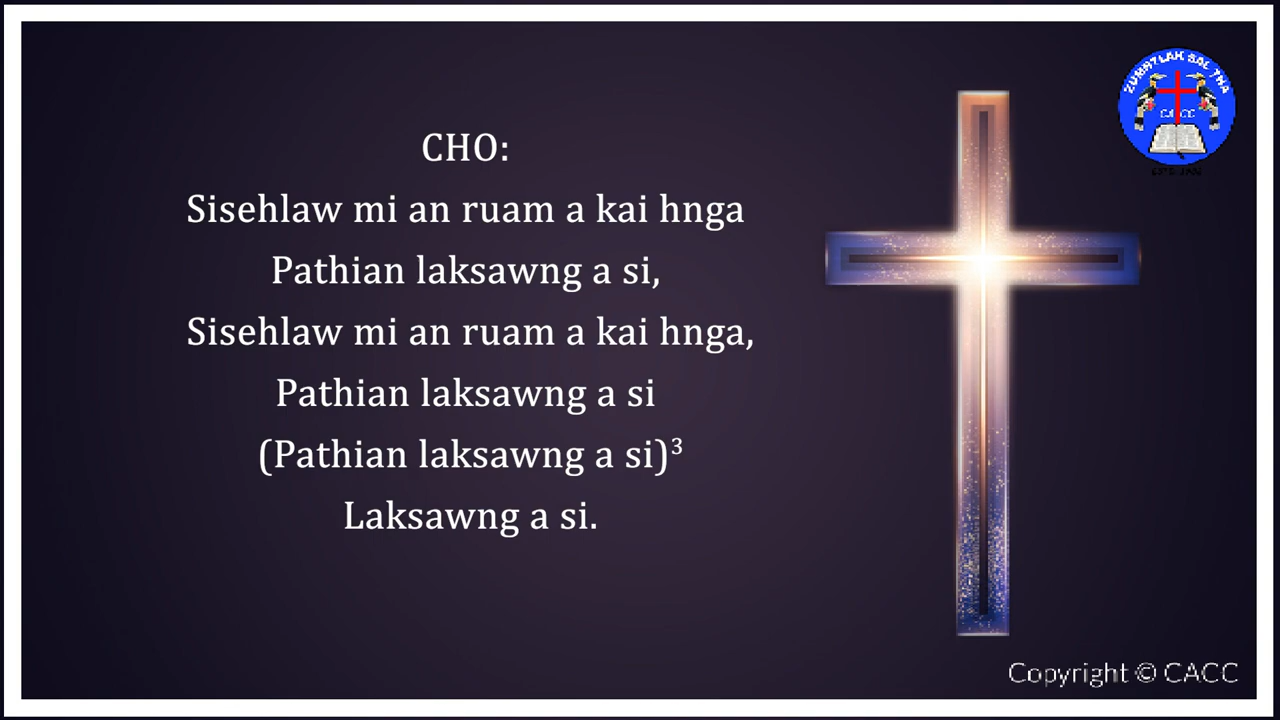 CHO:
Sisehlaw mi an ruam a kai hnga
Pathian laksawng a si,
Sisehlaw mi an ruam a kai hnga,
Pathian laksawng a si
(Pathian laksawng a si)³
Laksawng a si.
CACC
Copyright © CACC